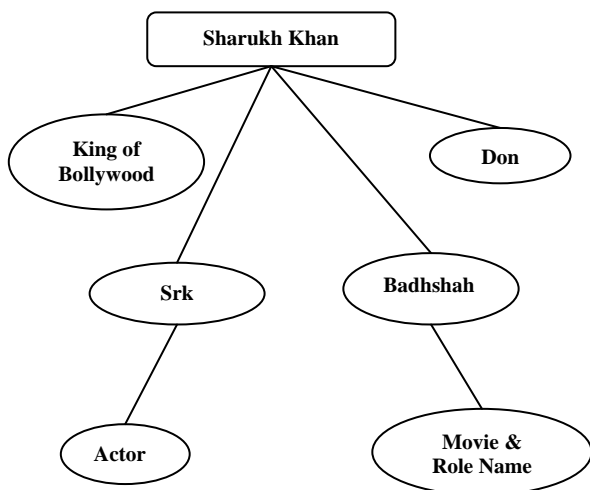 Sharukh Khan
King of
Bollywood
Don
Srk
Badhshah
Actor
Movie &
Role Name